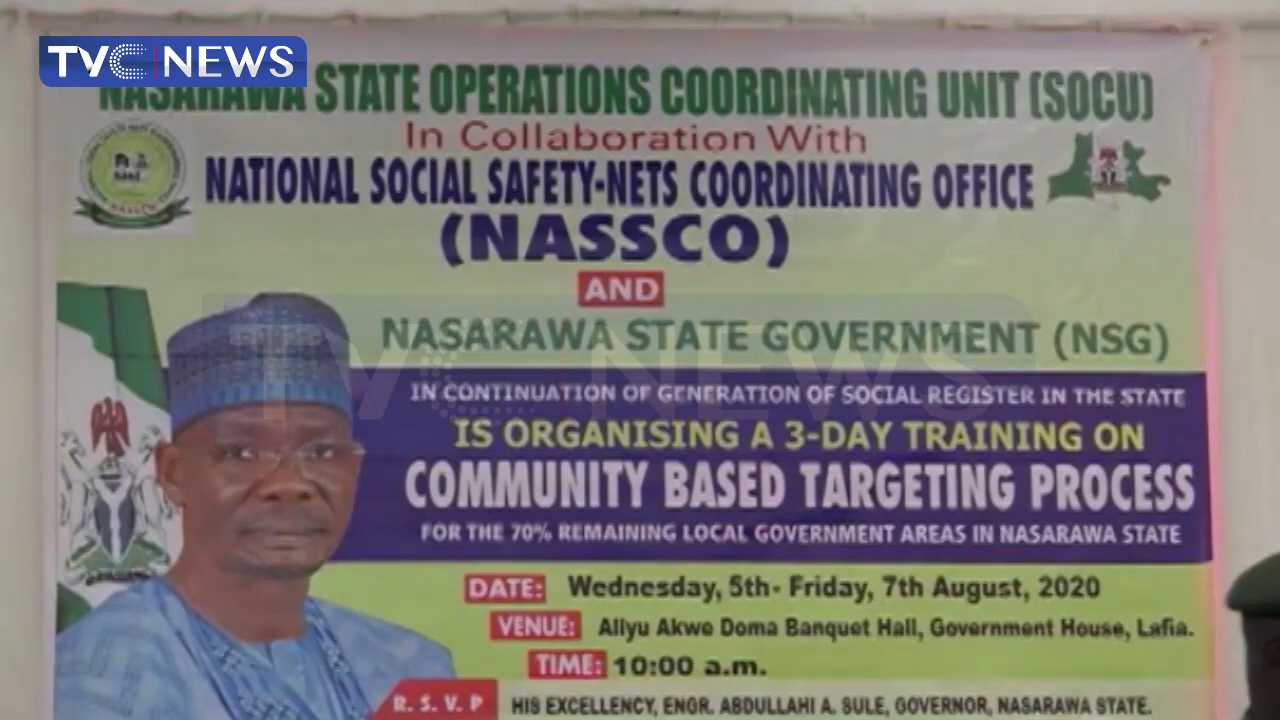 TVC NEWS
NASARAWA STATE OPERATIONS COORDINATING UNIT (SOCU)
In Collaboration With
NATIONAL SOCIAL SAFETY-NETS COORDINATING OFFICE
(NASSCO)
AND
NASARAWA STATE GOVERNMENT (NSG)
TVC NEWS
IN CONTINUATION OF GENERATION OF SOCIAL REGISTER IN THE STATE
IS ORGANISING A 3-DAY TRAINING ON
COMMUNITY BASED TARGETING PROCESS
FOR THE 70% REMAINING LOCAL GOVERNMENT AREAS IN NASARAWA STATE
DATE: Wednesday, 5th- Friday, 7th August, 2020
VENUE: Aliyu Akwe Doma Banquet Hall, Government House, Lafia.
TIME: 10:00 a.m.
R. S. V. P HIS EXCELLENCY, ENGR. ABDULLAHI A. SULE, GOVERNOR, NASARAWA STATE.